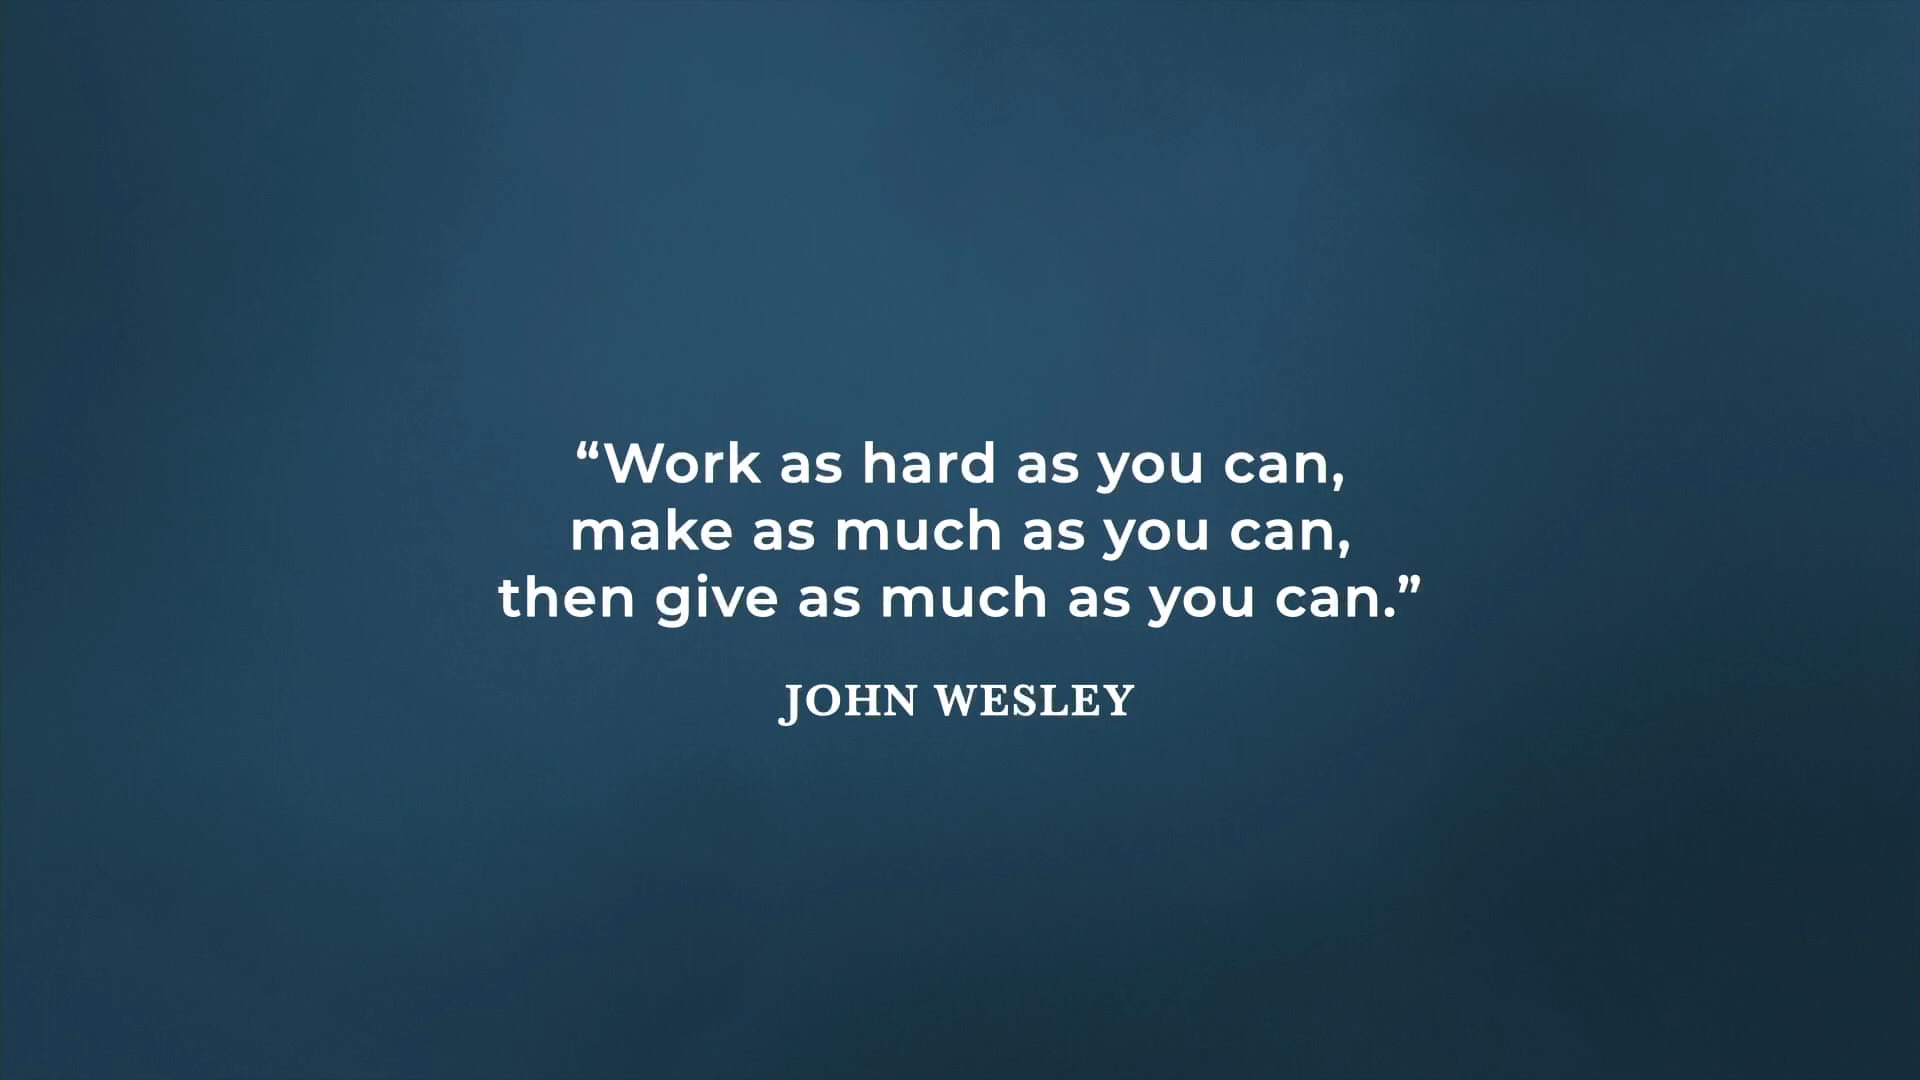 “Work as hard as you can,
make as much as you can,
then give as much as you can.”
JOHN WESLEY